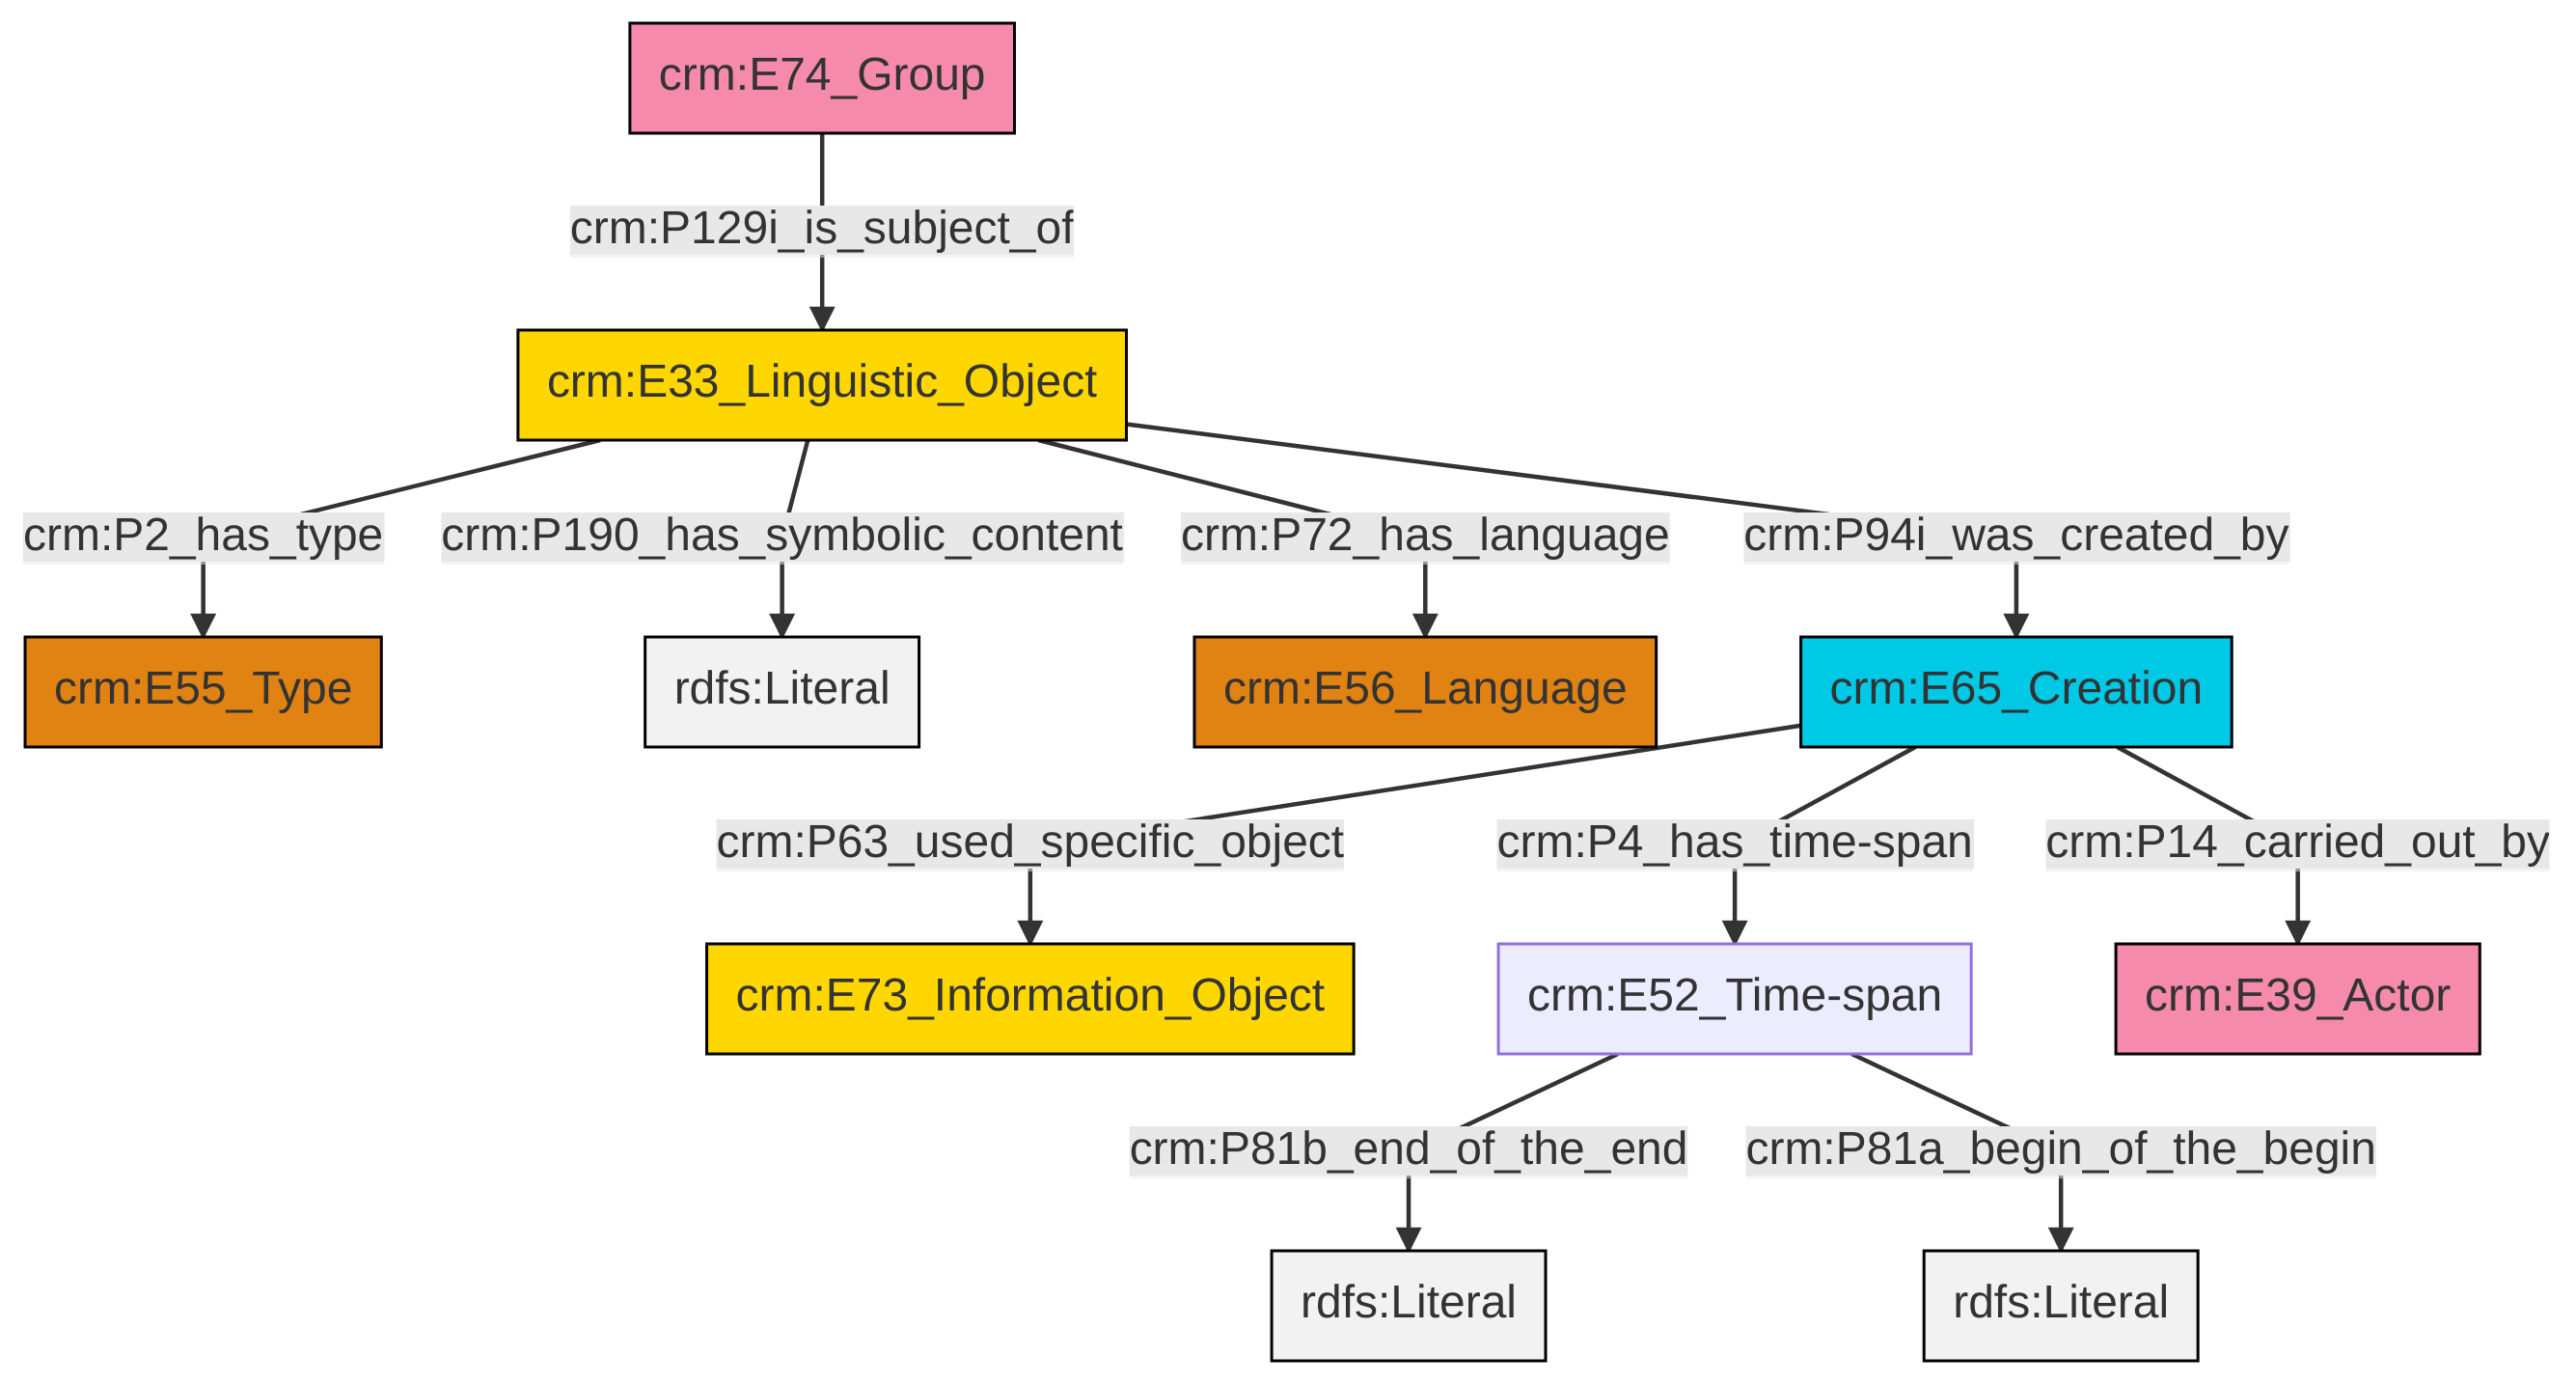 crm:E74_Group
crm:P129i_is_subject_of
crm:E33_Linguistic_Object
crm:P2_has_type
crm:P190_has_symbolic_content
crm:P72_has_language
crm:P94i_was_created_by
crm:E55_Type
rdfs:Literal
crm:E56_Language
crm:E65_Creation
crm:P63_used_specific_object
crm:P4_has_time-span
crm:P14_carried_out_by
crm:E73_Information_Object
crm:E52_Time-span
crm:E39_Actor
crm:P81b_end_of_the_end
crm:P81a_begin_of_the_begin
rdfs:Literal
rdfs:Literal